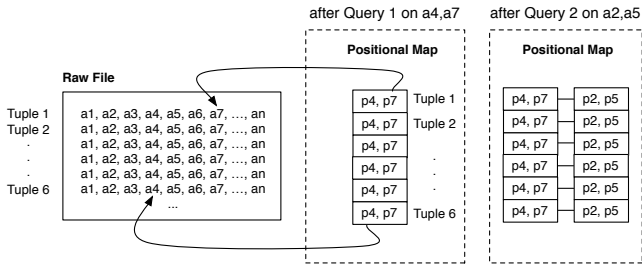 after Query 1 on a4,a7
after Query 2 on a2,a5
Positional Map
Positional Map
Raw File
Tuple 1
Tuple 2
.
.
.
Tuple 6
a1, a2, a3, a4, a5, a6, a7, ..., an
a1, a2, a3, a4, a5, a6, a7, ..., an
a1, a2, a3, a4, a5, a6, a7, ..., an
a1, a2, a3, a4, a5, a6, a7, ..., an
a1, a2, a3, a4, a5, a6, a7, ..., an
a1, a2, a3, a4, a5, a6, a7, ..., an
...
p4, p7
p4, p7
p4, p7
p4, p7
p4, p7
p4, p7
Tuple 1
Tuple 2
.
.
.
Tuple 6
p4, p7 p2, p5
p4, p7 p2, p5
p4, p7 p2, p5
p4, p7 p2, p5
p4, p7 p2, p5
p4, p7 p2, p5